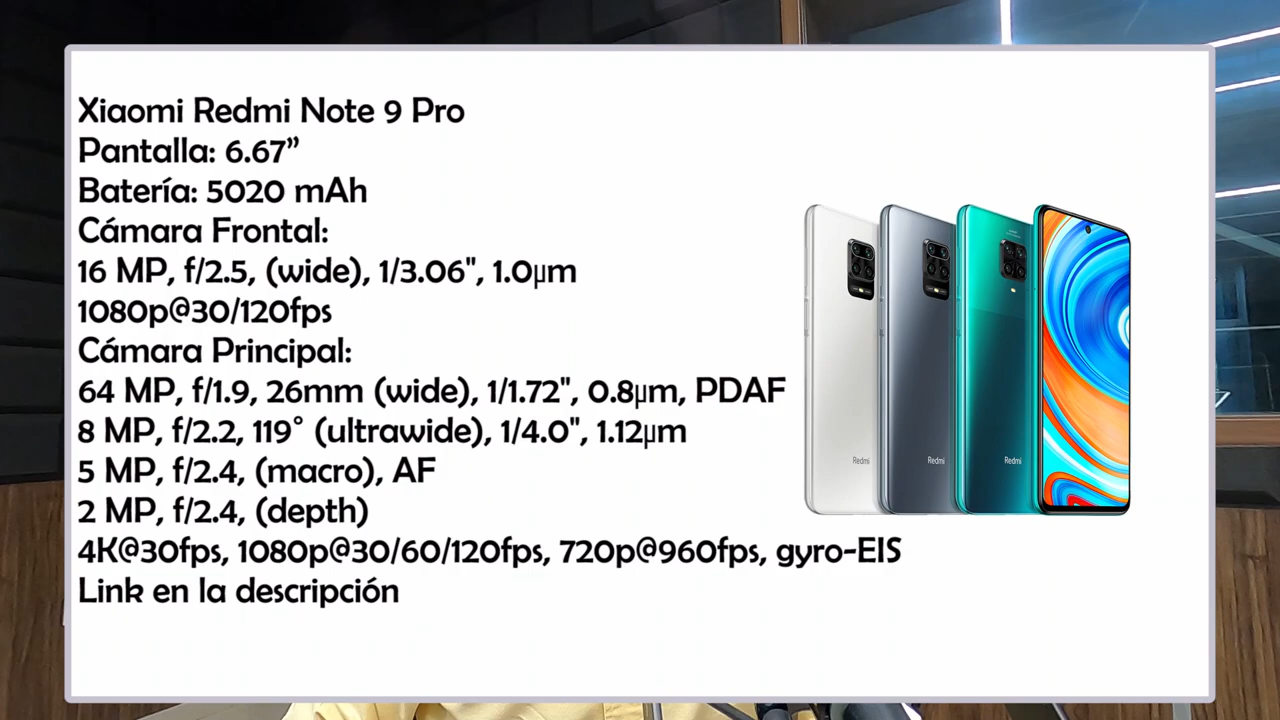 Xiaomi Redmi Note 9 Pro
Pantalla: 6.67”
Batería: 5020 mAh
Cámara Frontal:
16 MP, f/2.5, (wide), 1/3.06", 1.0μm
1080p@30/120fps
Cámara Principal:
64 MP, f/1.9, 26mm (wide), 1/1.72", 0.8μm, PDAF
8 MP, f/2.2, 119° (ultrawide), 1/4.0", 1.12μm
5 MP, f/2.4, (macro), AF
2 MP, f/2.4, (depth)
4K@30fps, 1080p@30/60/120fps, 720p@960fps, gyro-EIS
Link en la descripción
Redmi
Redmi
Redmi